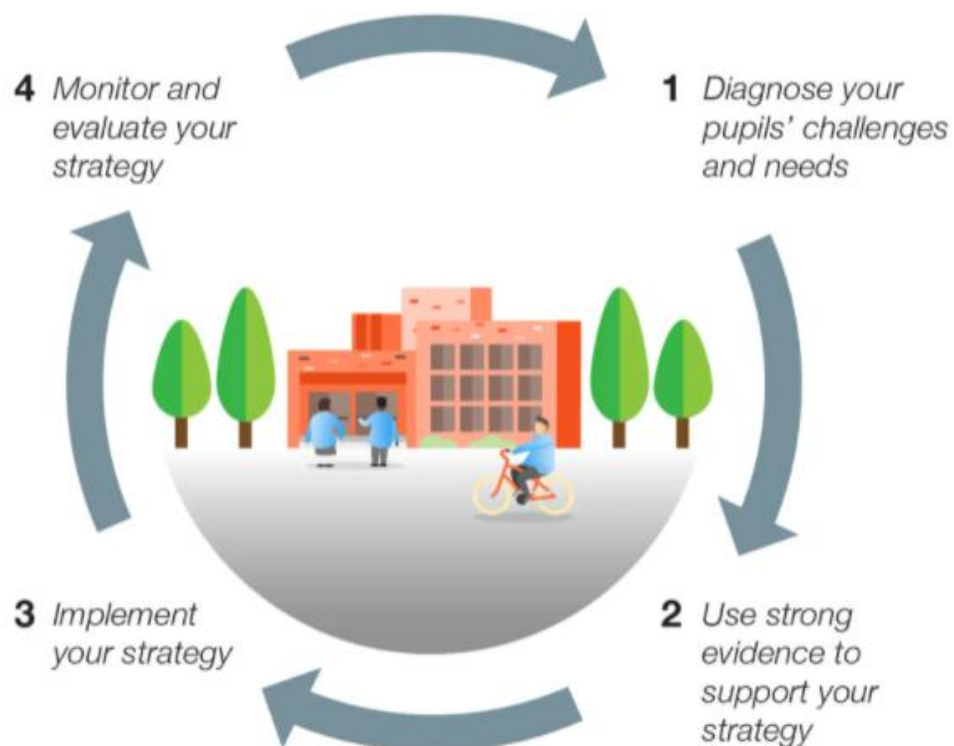 1 Diagnose your
pupils' challenges
and needs
2 Use strong
evidence to
support your
strategy
3 Implement
your strategy
4 Monitor and
evaluate your
strategy